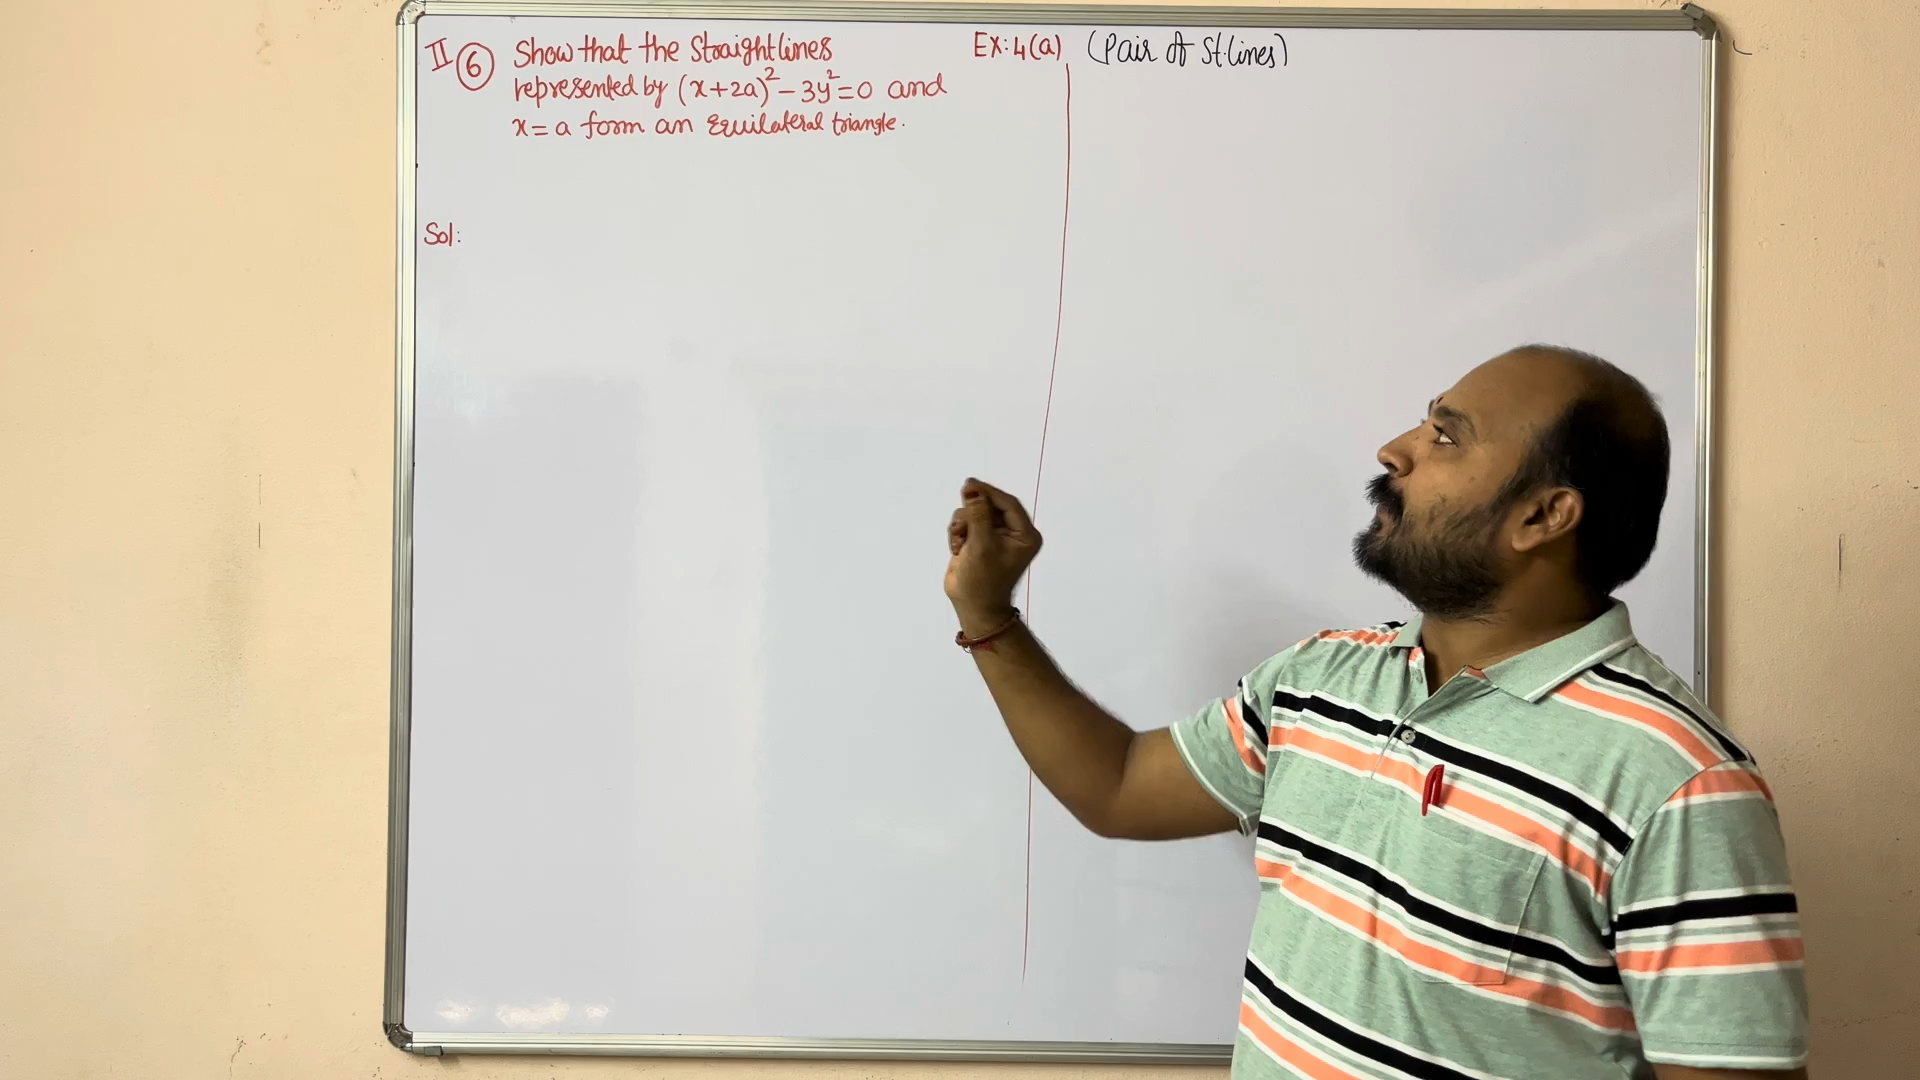 II ⑥ Show that the Straight lines
represented by (x+2a)² - 3y² = 0 and
x = a form an Equilateral triangle.
Ex: 4(a) (Pair of St. lines)
Sol: